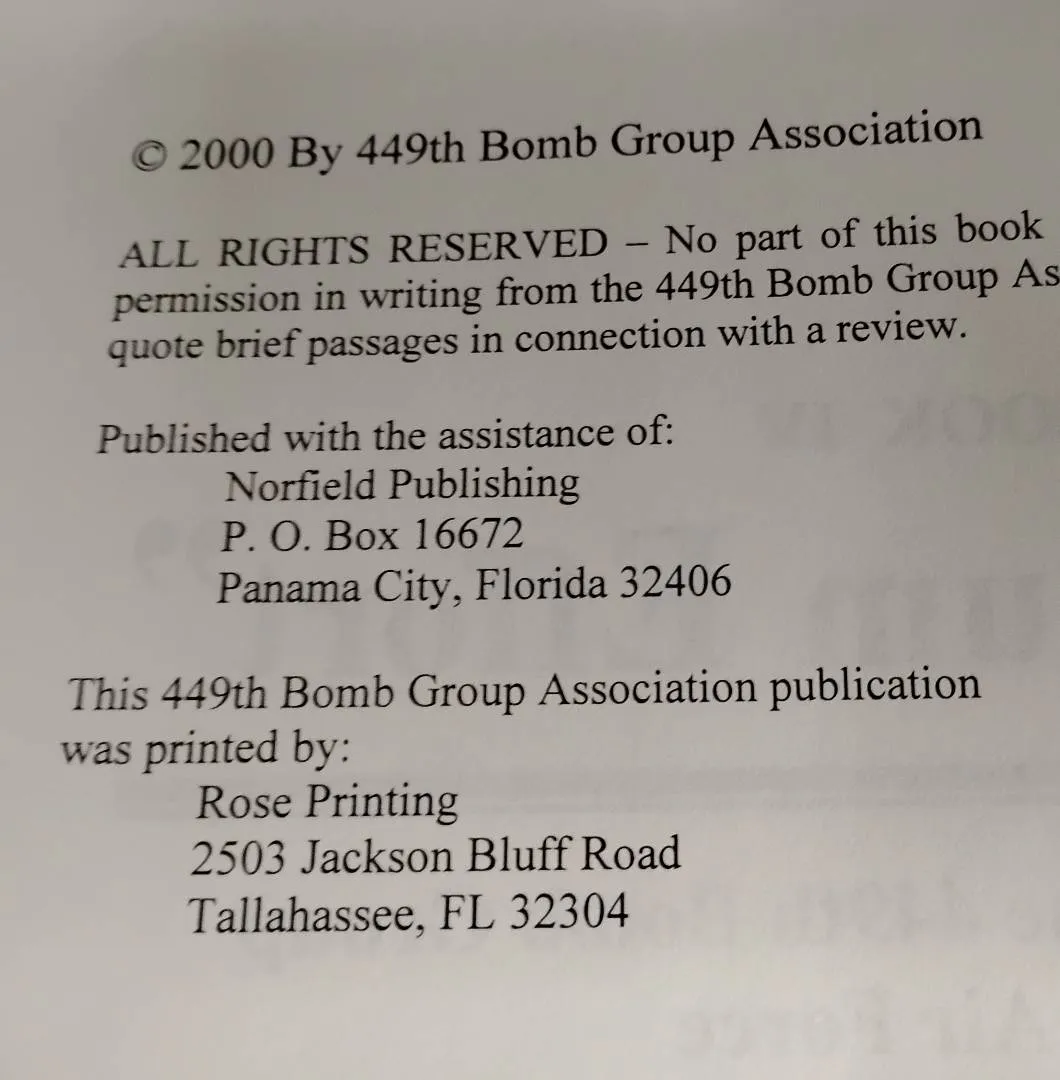 © 2000 By 449th Bomb Group Association
ALL RIGHTS RESERVED – No part of this book
permission in writing from the 449th Bomb Group As
quote brief passages in connection with a review.
Published with the assistance of:
Norfield Publishing
P. O. Box 16672
Panama City, Florida 32406
This 449th Bomb Group Association publication
was printed by:
Rose Printing
2503 Jackson Bluff Road
Tallahassee, FL 32304